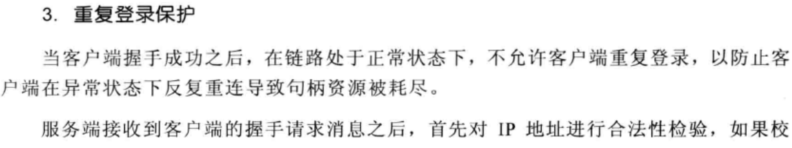 3. 重复登录保护
当客户端握手成功之后，在链路处于正常状态下，不允许客户端重复登录，以防止客
户端在异常状态下反复重连导致句柄资源被耗尽。
服务端接收到客户端的握手请求消息之后，首先对 IP 地址进行合法性检验，如果校